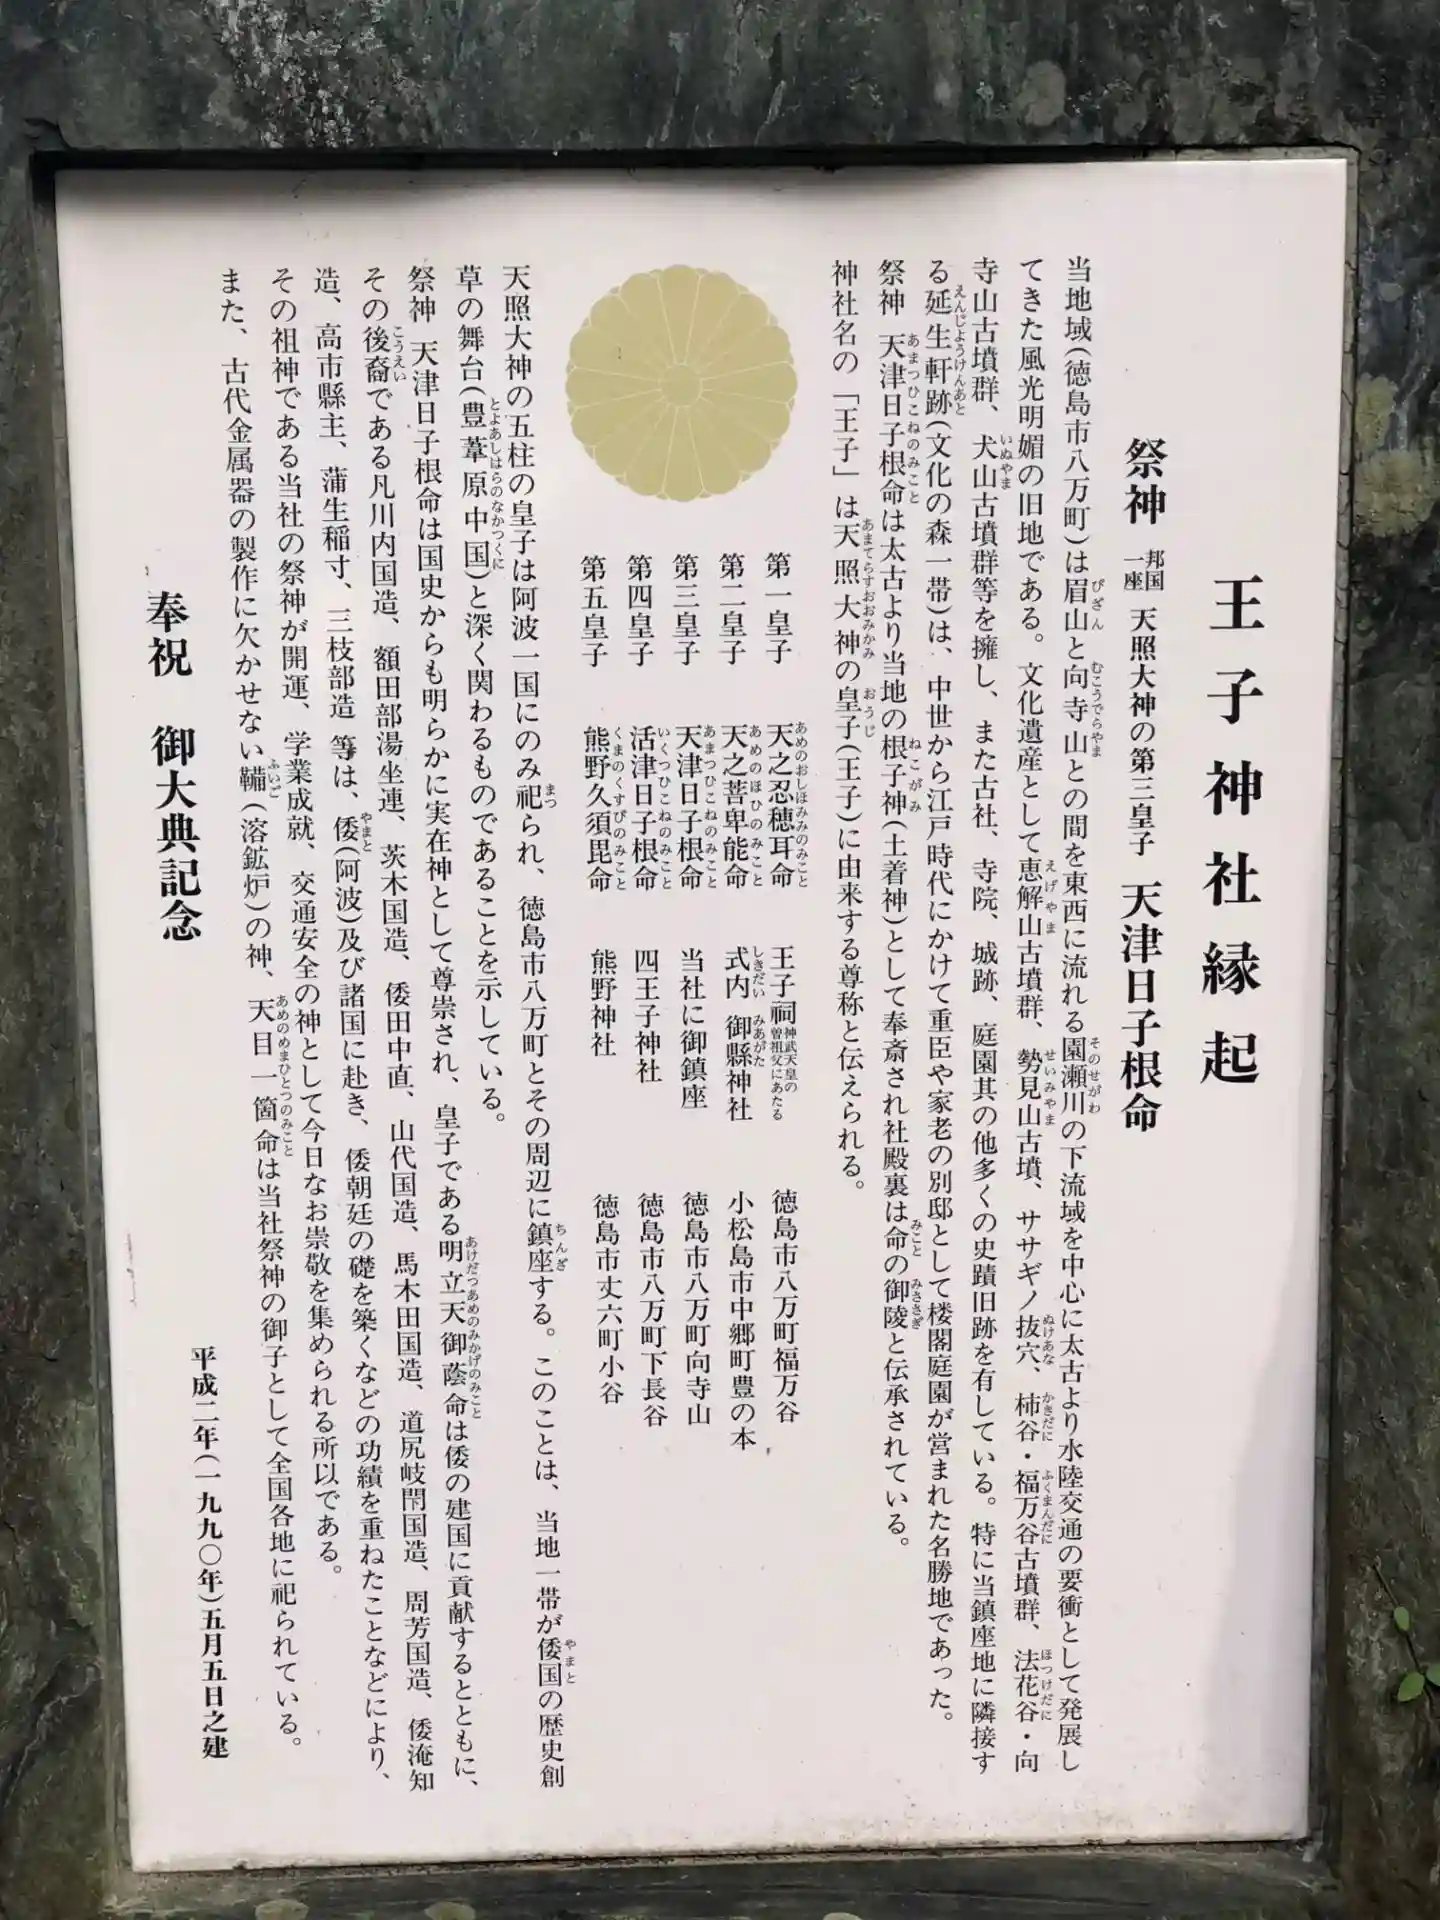 王子神社縁起
祭神 邦国一座 天照大神の第三皇子 天津日子根命
当地域(徳島市八万町)は眉山と向寺山との間を東西に流れる園瀬川の下流域を中心に太古より水陸交通の要衝として発展し
てきた風光明媚の旧地である。文化遺産として恵解山古墳群、勢見山古墳、ササギノ抜穴、柿谷・福万谷古墳群、法花谷・向
寺山古墳群、犬山古墳群等を擁し、また古社、寺院、城跡、庭園其の他多くの史蹟旧跡を有している。特に当鎮座地に隣接す
る延生軒跡(文化の森一帯)は、中世から江戸時代にかけて重臣や家老の別邸として楼閣庭園が営まれた名勝地であった。
祭神 天津日子根命は太古より当地の根子神(土着神)として奉斎され社殿裏は命の御陵と伝承されている。
神社名の「王子」は天照大神の皇子(王子)に由来する尊称と伝えられる。
第一皇子 天之忍穂耳命 王子祠 神武天皇の曽祖父にあたる 徳島市八万町福万谷
第二皇子 天之菩卑能命 式内 御縣神社 小松島市中郷町豊の本
第三皇子 天津日子根命 当社に御鎮座 徳島市八万町向寺山
第四皇子 活津日子根命 四王子神社 徳島市八万町下長谷
第五皇子 熊野久須毘命 熊野神社 徳島市丈六町小谷
天照大神の五柱の皇子は阿波一国にのみ祀られ、徳島市八万町とその周辺に鎮座する。このことは、当地一帯が倭国の歴史創
草の舞台(豊葦原中国)と深く関わるものであることを示している。
祭神 天津日子根命は国史からも明らかに実在神として尊崇され、皇子である明立天御蔭命は倭の建国に貢献するとともに、
その後裔である凡川内国造、額田部湯坐連、茨木国造、倭田中直、山代国造、馬木田国造、道尻岐閇国造、周芳国造、倭淹知
造、高市縣主、蒲生稲寸、三枝部造 等は、倭(阿波)及び諸国に赴き、倭朝廷の礎を築くなどの功績を重ねたことなどにより、
その祖神である当社の祭神が開運、学業成就、交通安全の神として今日なお崇敬を集められる所以である。
また、古代金属器の製作に欠かせない鞴(溶鉱炉)の神、天目一箇命は当社祭神の御子として全国各地に祀られている。
奉祝 御大典記念
平成二年(一九九〇年)五月五日之建